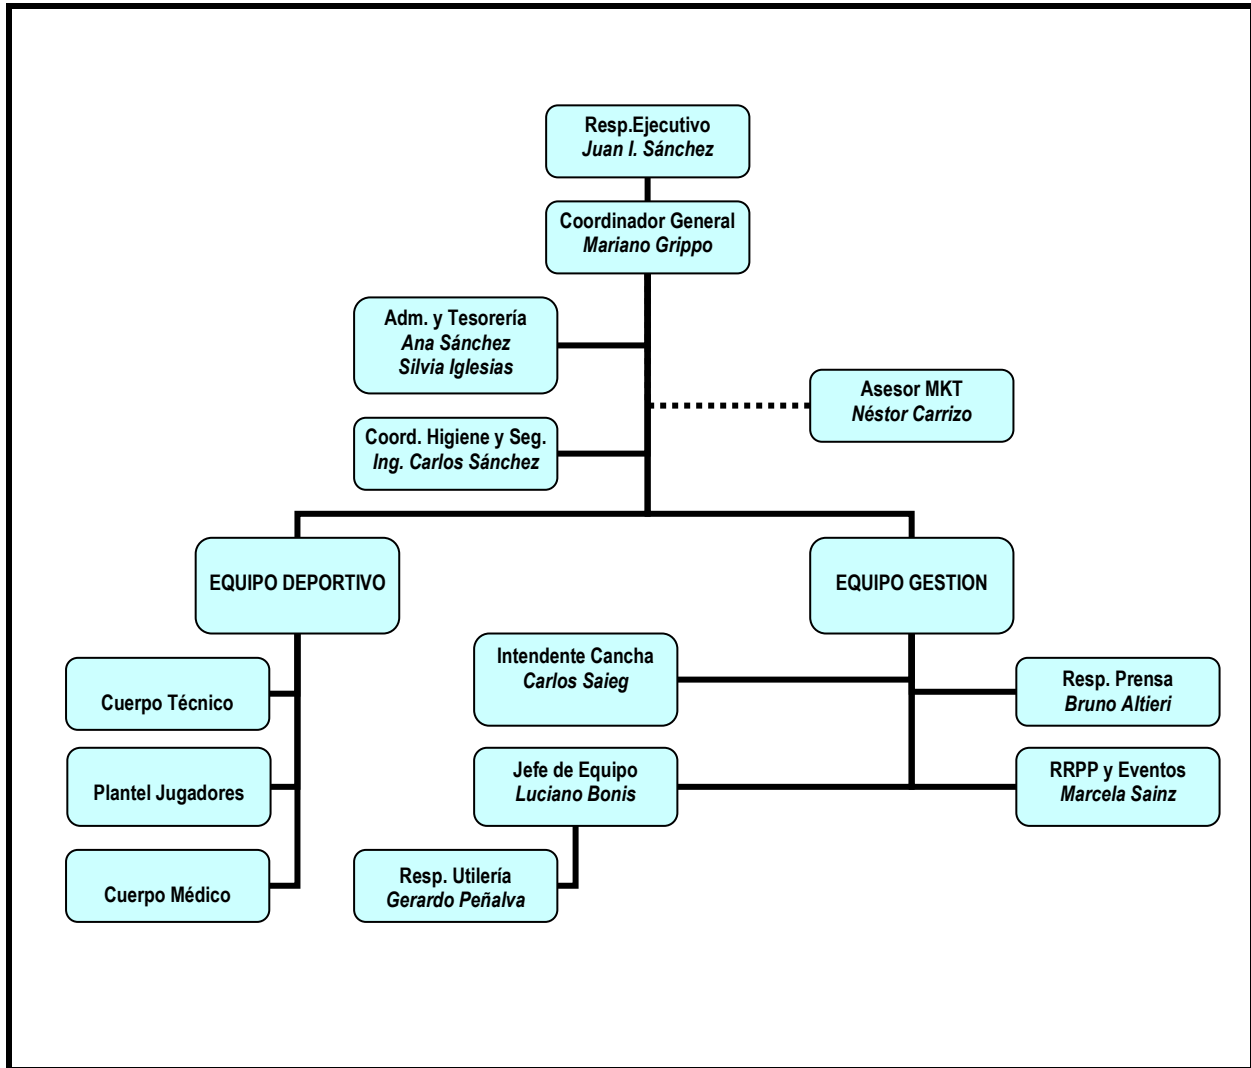 Resp.Ejecutivo
Juan I. Sánchez
Coordinador General
Mariano Grippo
Adm. y Tesorería
Ana Sánchez
Silvia Iglesias
Asesor MKT
Néstor Carrizo
Coord. Higiene y Seg.
Ing. Carlos Sánchez
EQUIPO DEPORTIVO
EQUIPO GESTION
Intendente Cancha
Carlos Saieg
Cuerpo Técnico
Resp. Prensa
Bruno Altieri
Plantel Jugadores
Jefe de Equipo
Luciano Bonis
RRPP y Eventos
Marcela Sainz
Cuerpo Médico
Resp. Utilería
Gerardo Peñalva